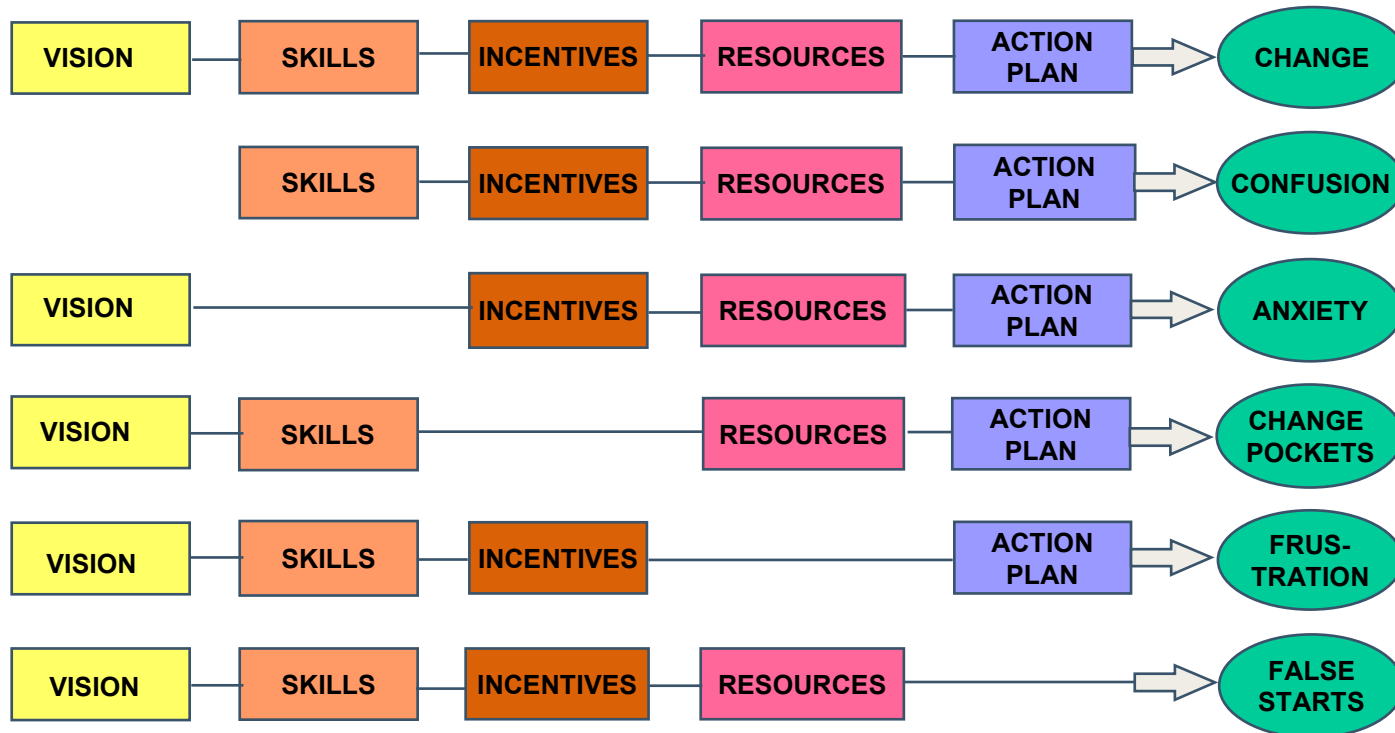 VISION
SKILLS
INCENTIVES
RESOURCES
ACTION
PLAN
CHANGE
SKILLS
INCENTIVES
RESOURCES
ACTION
PLAN
CONFUSION
VISION
INCENTIVES
RESOURCES
ACTION
PLAN
ANXIETY
VISION
SKILLS
RESOURCES
ACTION
PLAN
CHANGE
POCKETS
VISION
SKILLS
INCENTIVES
ACTION
PLAN
FRUS-
TRATION
VISION
SKILLS
INCENTIVES
RESOURCES
FALSE
STARTS